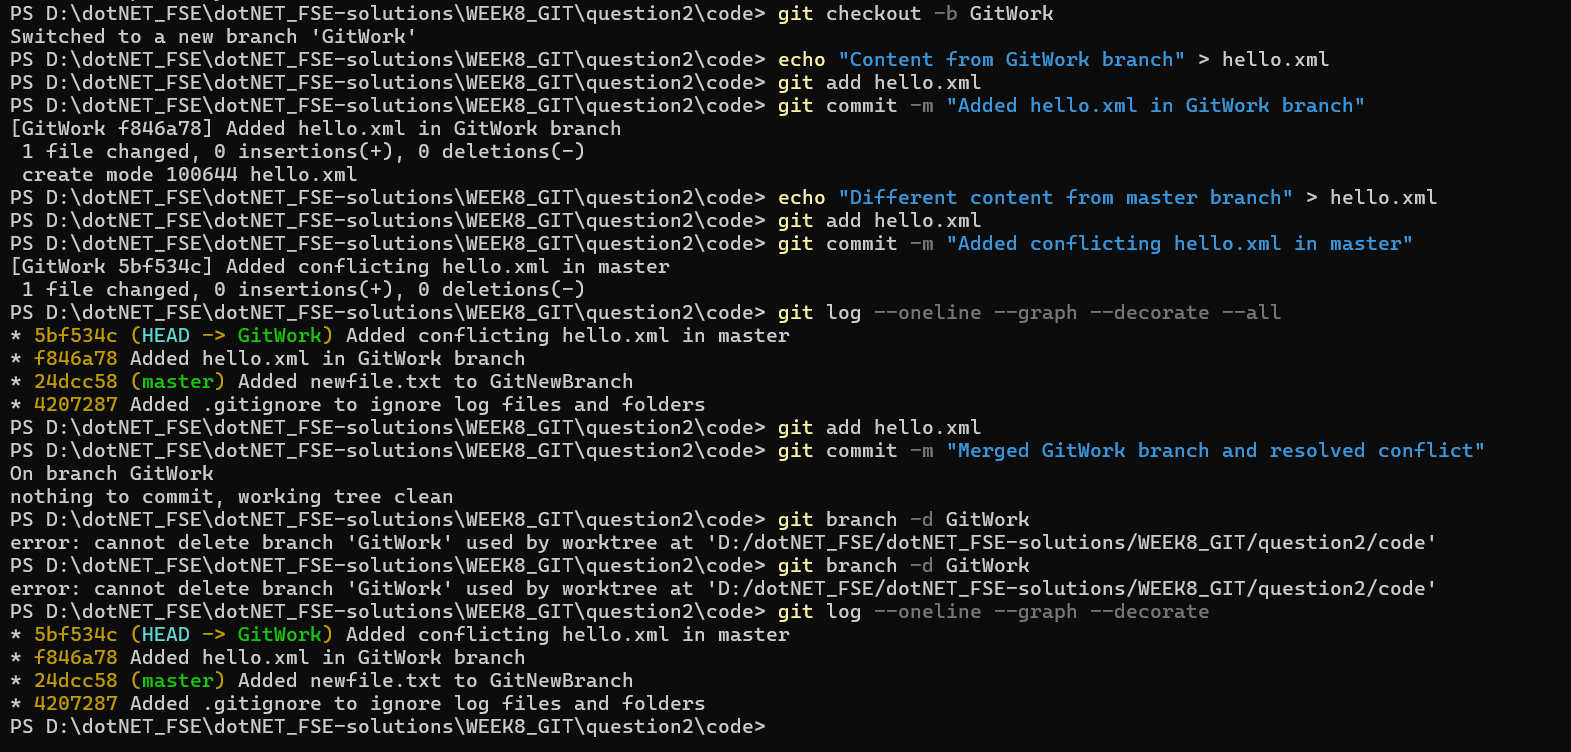 PS D:\dotNET_FSE\dotNET_FSE-solutions\WEEK8_GIT\question2\code> git checkout -b GitWork
Switched to a new branch 'GitWork'
PS D:\dotNET_FSE\dotNET_FSE-solutions\WEEK8_GIT\question2\code> echo "Content from GitWork branch" > hello.xml
PS D:\dotNET_FSE\dotNET_FSE-solutions\WEEK8_GIT\question2\code> git add hello.xml
PS D:\dotNET_FSE\dotNET_FSE-solutions\WEEK8_GIT\question2\code> git commit -m "Added hello.xml in GitWork branch"
[GitWork f846a78] Added hello.xml in GitWork branch
 1 file changed, 0 insertions(+), 0 deletions(-)
 create mode 100644 hello.xml
PS D:\dotNET_FSE\dotNET_FSE-solutions\WEEK8_GIT\question2\code> echo "Different content from master branch" > hello.xml
PS D:\dotNET_FSE\dotNET_FSE-solutions\WEEK8_GIT\question2\code> git add hello.xml
PS D:\dotNET_FSE\dotNET_FSE-solutions\WEEK8_GIT\question2\code> git commit -m "Added conflicting hello.xml in master"
[GitWork 5bf534c] Added conflicting hello.xml in master
 1 file changed, 0 insertions(+), 0 deletions(-)
PS D:\dotNET_FSE\dotNET_FSE-solutions\WEEK8_GIT\question2\code> git log --oneline --graph --decorate --all
* 5bf534c (HEAD -> GitWork) Added conflicting hello.xml in master
* f846a78 Added hello.xml in GitWork branch
* 24dcc58 (master) Added newfile.txt to GitNewBranch
* 4207287 Added .gitignore to ignore log files and folders
PS D:\dotNET_FSE\dotNET_FSE-solutions\WEEK8_GIT\question2\code> git add hello.xml
PS D:\dotNET_FSE\dotNET_FSE-solutions\WEEK8_GIT\question2\code> git commit -m "Merged GitWork branch and resolved conflict"
On branch GitWork
nothing to commit, working tree clean
PS D:\dotNET_FSE\dotNET_FSE-solutions\WEEK8_GIT\question2\code> git branch -d GitWork
error: cannot delete branch 'GitWork' used by worktree at 'D:/dotNET_FSE/dotNET_FSE-solutions/WEEK8_GIT/question2/code'
PS D:\dotNET_FSE\dotNET_FSE-solutions\WEEK8_GIT\question2\code> git branch -d GitWork
error: cannot delete branch 'GitWork' used by worktree at 'D:/dotNET_FSE/dotNET_FSE-solutions/WEEK8_GIT/question2/code'
PS D:\dotNET_FSE\dotNET_FSE-solutions\WEEK8_GIT\question2\code> git log --oneline --graph --decorate
* 5bf534c (HEAD -> GitWork) Added conflicting hello.xml in master
* f846a78 Added hello.xml in GitWork branch
* 24dcc58 (master) Added newfile.txt to GitNewBranch
* 4207287 Added .gitignore to ignore log files and folders
PS D:\dotNET_FSE\dotNET_FSE-solutions\WEEK8_GIT\question2\code>